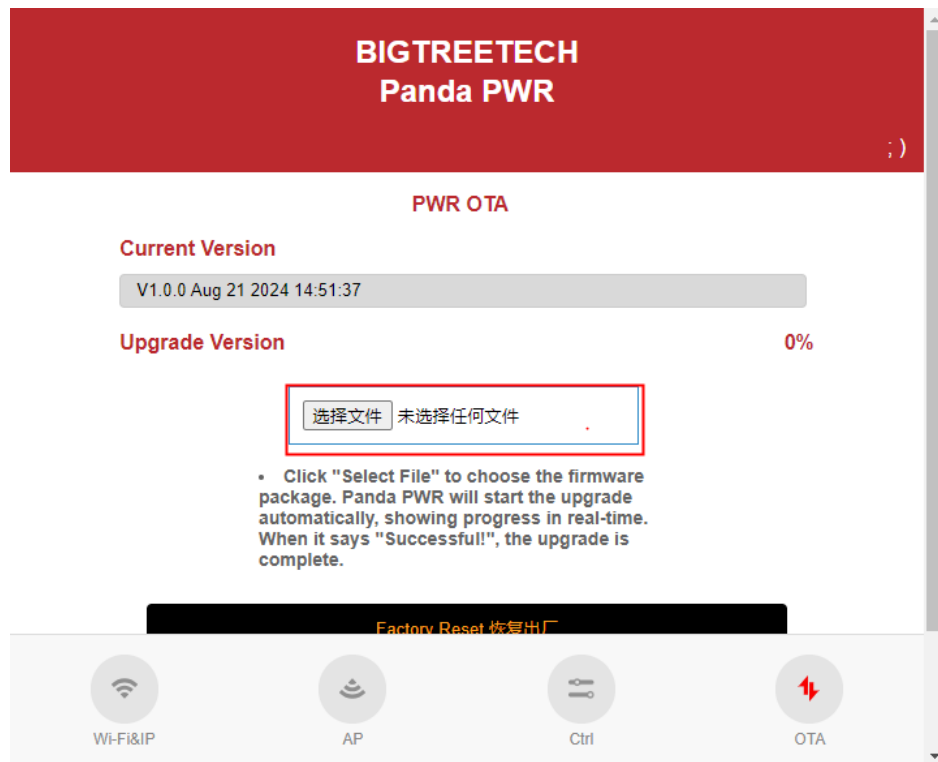 BIGTREETECH
Panda PWR
; )
PWR OTA
Current Version
V1.0.0 Aug 21 2024 14:51:37
Upgrade Version 0%
选择文件 未选择任何文件
• Click "Select File" to choose the firmware
package. Panda PWR will start the upgrade
automatically, showing progress in real-time.
When it says "Successful!", the upgrade is
complete.
Factory Reset 恢复出厂
Wi-Fi&IP AP Ctrl OTA